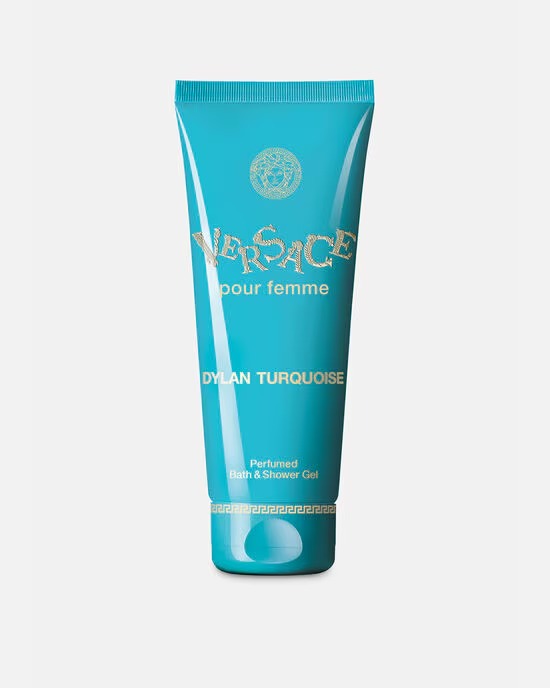 VERSACE
pour femme
DYLAN TURQUOISE
Perfumed
Bath & Shower Gel